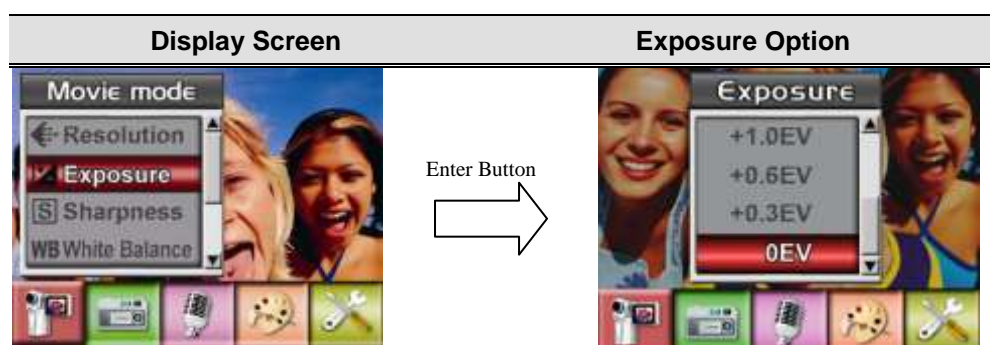 Display Screen
Exposure Option
Movie mode
Resolution
Exposure
S Sharpness
WB White Balance
Enter Button
Exposure
+1.0EV
+0.6EV
+0.3EV
0EV